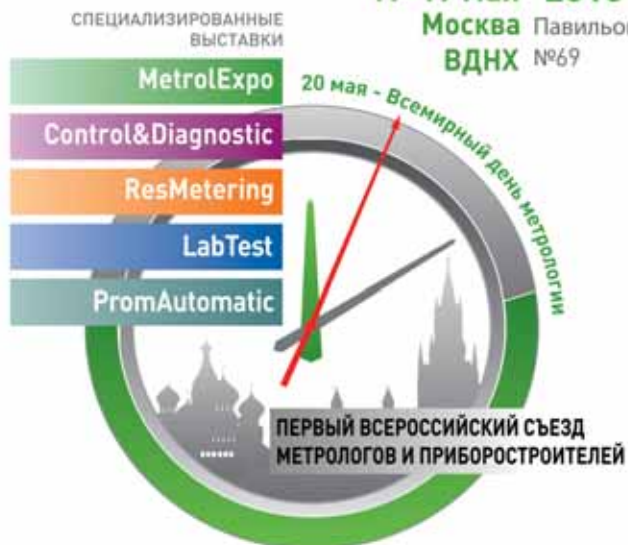 СПЕЦИАЛИЗИРОВАННЫЕ
ВЫСТАВКИ
Москва Павильон
ВДНХ №69
MetrolExpo
Control&Diagnostic
ResMetering
LabTest
PromAutomatic
20 мая - Всемирный день метрологии
ПЕРВЫЙ ВСЕРОССИЙСКИЙ СЪЕЗД
МЕТРОЛОГОВ И ПРИБОРОСТРОИТЕЛЕЙ